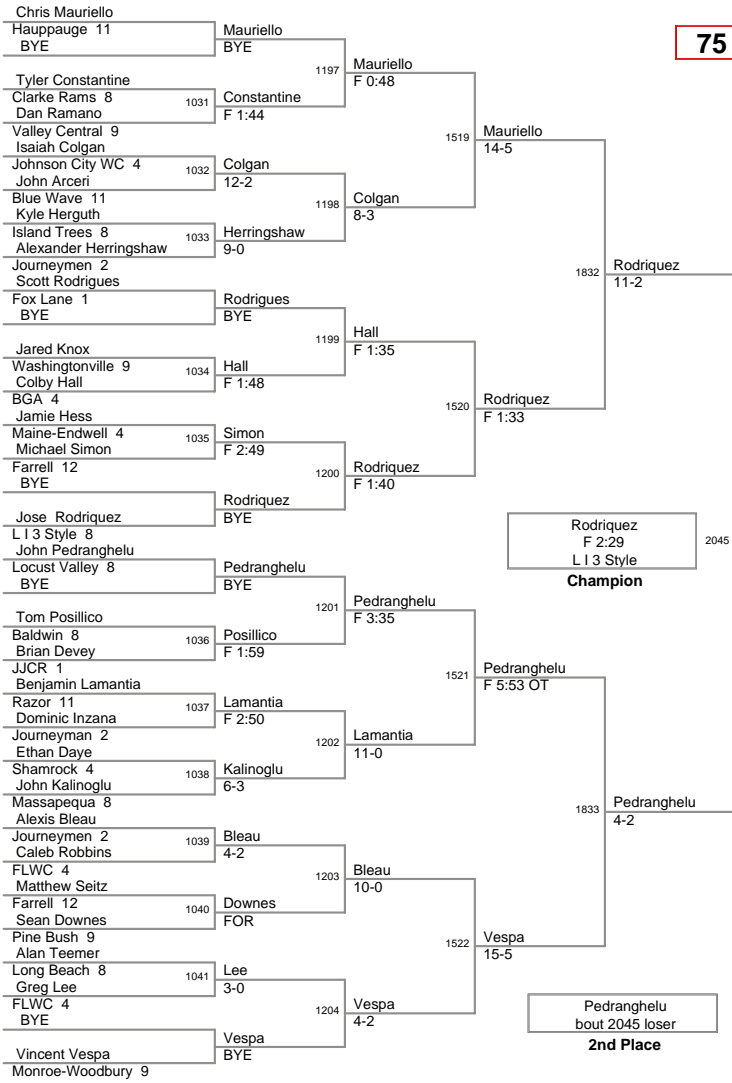 Chris Mauriello
Hauppauge 11
BYE
Tyler Constantine
Clarke Rams 8
Dan Ramano
Valley Central 9
Isaiah Colgan
Johnson City WC 4
John Arceri
Blue Wave 11
Kyle Herguth
Island Trees 8
Alexander Herringshaw
Journeymen 2
Scott Rodrigues
Fox Lane 1
BYE
Jared Knox
Washingtonville 9
Colby Hall
BGA 4
Jamie Hess
Maine-Endwell 4
Michael Simon
Farrell 12
BYE
Jose Rodriquez
L I 3 Style 8
John Pedranghelu
Locust Valley 8
BYE
Tom Posillico
Baldwin 8
Brian Devey
JJCR 1
Benjamin Lamantia
Razor 11
Dominic Inzana
Journeyman 2
Ethan Daye
Shamrock 4
John Kalinoglu
Massapequa 8
Alexis Bleau
Journeymen 2
Caleb Robbins
FLWC 4
Matthew Seitz
Farrell 12
Sean Downes
Pine Bush 9
Alan Teemer
Long Beach 8
Greg Lee
FLWC 4
BYE
Vincent Vespa
Monroe-Woodbury 9
1031
1032
1033
1034
1035
1036
1037
1038
1039
1040
1041
Mauriello
BYE
Constantine
F 1:44
Colgan
12-2
Herringshaw
9-0
Rodrigues
BYE
Hall
F 1:48
Simon
F 2:49
Rodriquez
BYE
Pedranghelu
BYE
Posillico
F 1:59
Lamantia
F 2:50
Kalinoglu
6-3
Bleau
4-2
Downes
FOR
Lee
3-0
Vespa
BYE
1197
1198
1199
1200
1201
1202
1203
1204
Mauriello
F 0:48
Colgan
8-3
Hall
F 1:35
Rodriquez
F 1:40
Pedranghelu
F 3:35
Lamantia
11-0
Bleau
10-0
Vespa
4-2
1519
1520
1521
1522
Mauriello
14-5
Rodriquez
F 1:33
Pedranghelu
F 5:53 OT
Vespa
15-5
1832
1833
Rodriquez
11-2
Pedranghelu
4-2
75
Rodriquez
F 2:29
L I 3 Style
2045
Champion
Pedranghelu
bout 2045 loser
2nd Place